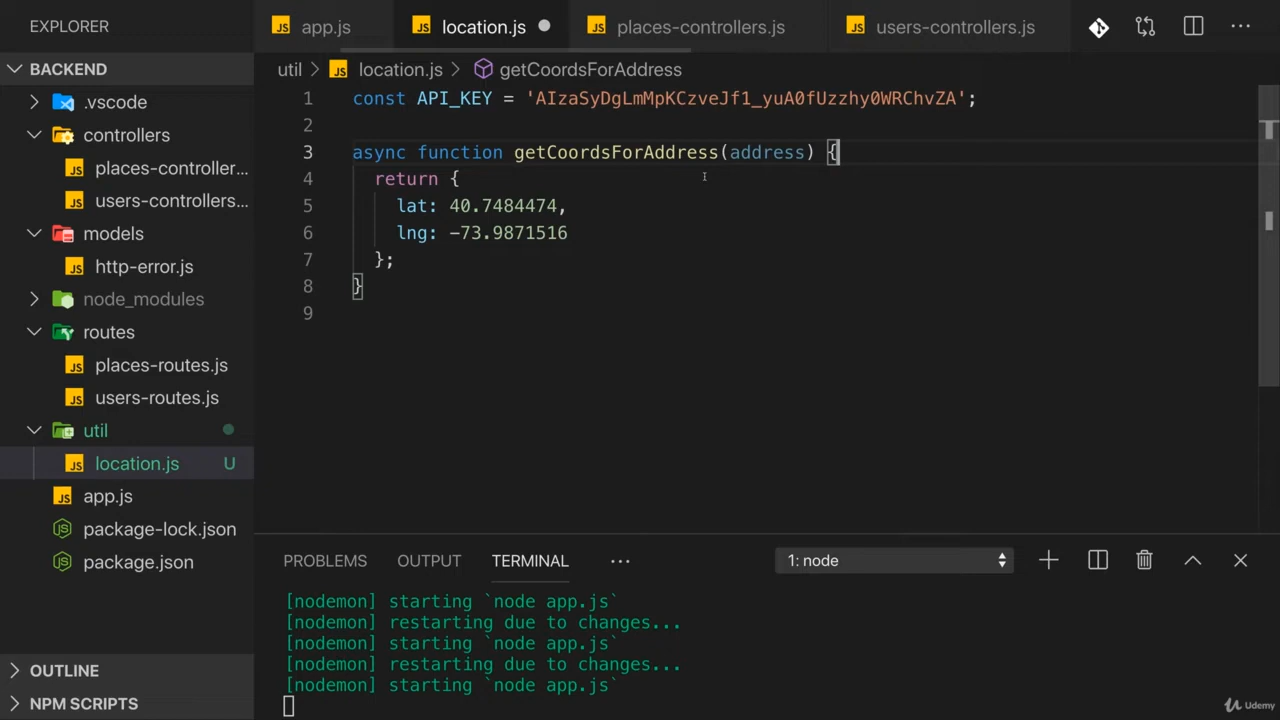 EXPLORER
app.js
location.js
places-controllers.js
users-controllers.js
BACKEND
util > location.js > getCoordsForAddress
.vscode
controllers
places-controller...
users-controllers...
models
http-error.js
node_modules
routes
places-routes.js
users-routes.js
util
location.js U
app.js
package-lock.json
package.json
OUTLINE
NPM SCRIPTS
1 const API_KEY = 'AIzaSyDgLmMpKCzveJf1_yuA0fUzzhy0WRChvZA';
2
3 async function getCoordsForAddress(address) {
4 return {
5 lat: 40.7484474,
6 lng: -73.9871516
7 };
8 }
9
PROBLEMS OUTPUT TERMINAL ... 1: node
[nodemon] starting `node app.js`
[nodemon] restarting due to changes...
[nodemon] starting `node app.js`
[nodemon] restarting due to changes...
[nodemon] starting `node app.js`
Udemy